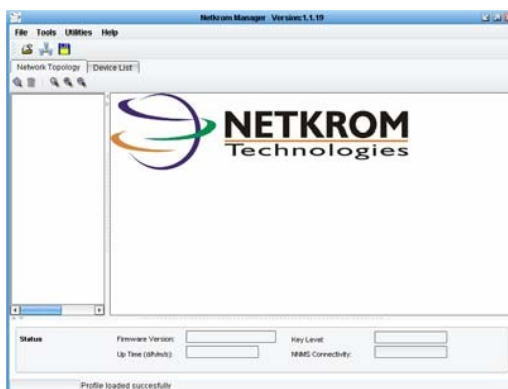 Netkrom Manager Version:1.1.19
File Tools Utilities Help
Network Topology Device List
NETKROM
Technologies
Status Firmware Version: Key Level:
Up Time (d/h/m/s): NNMS Connectivity:
Profile loaded succesfully